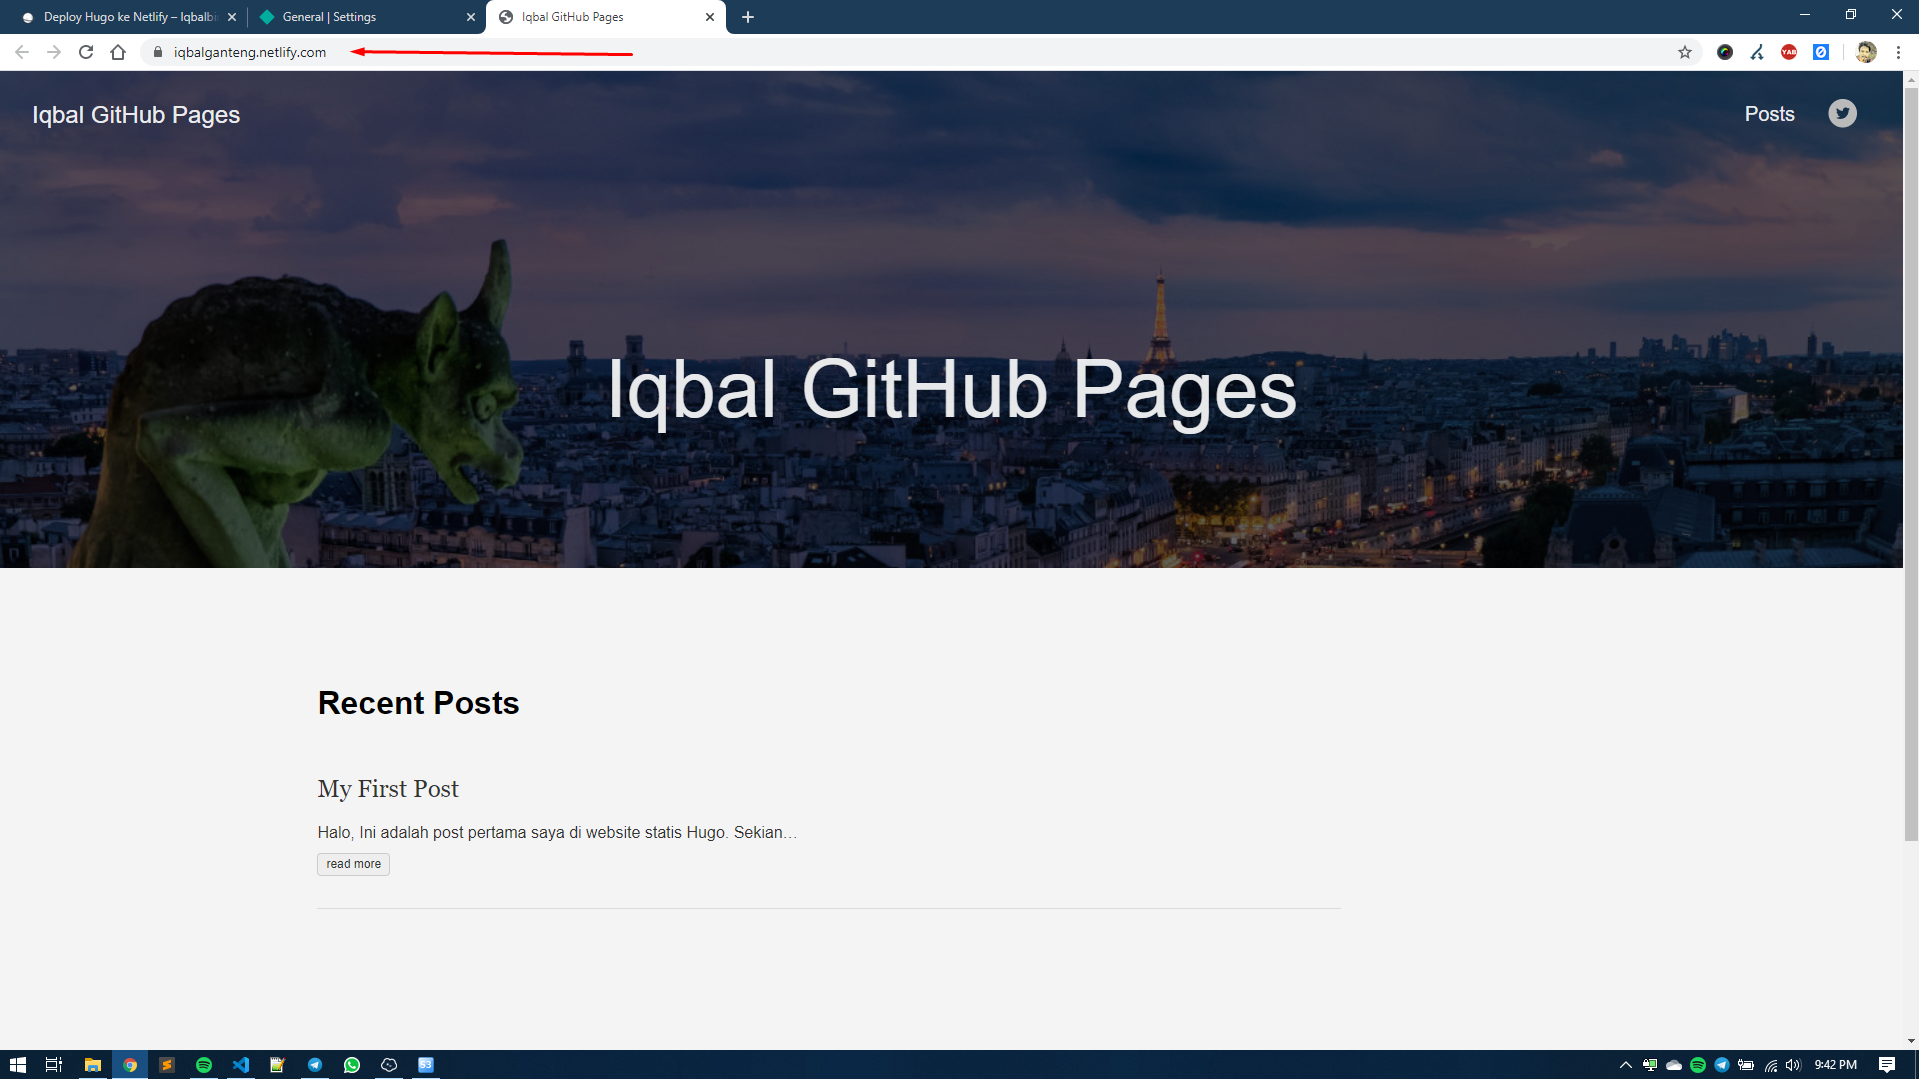 Deploy Hugo ke Netlify – Iqbalbi
General | Settings
Iqbal GitHub Pages
iqbalganteng.netlify.com
YAB
Iqbal GitHub Pages
Posts
Iqbal GitHub Pages
Recent Posts
My First Post
Halo, Ini adalah post pertama saya di website statis Hugo. Sekian…
read more
S3
9:42 PM